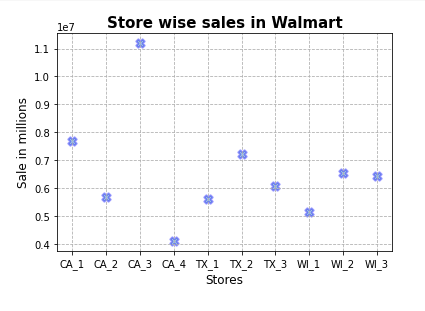 Store wise sales in Walmart
1e7
1.1
1.0
0.9
0.8
0.7
0.6
0.5
0.4
Sale in millions
CA_1 CA_2 CA_3 CA_4 TX_1 TX_2 TX_3 WI_1 WI_2 WI_3
Stores